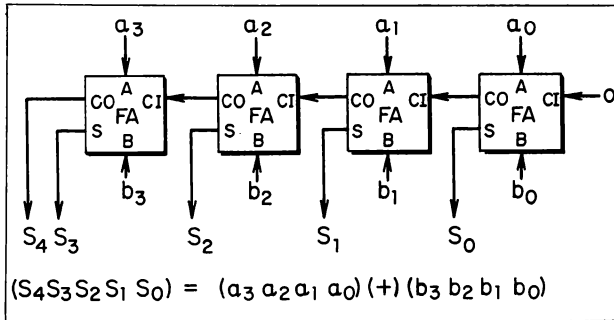 a3 a2 a1 a0
A A A A
CO CI CO CI CO CI CO CI 0
FA FA FA FA
S S S S
B B B B
b3 b2 b1 b0
S4 S3 S2 S1 S0
(S4S3S2S1 S0) = (a3 a2 a1 a0)(+)(b3 b2 b1 b0)